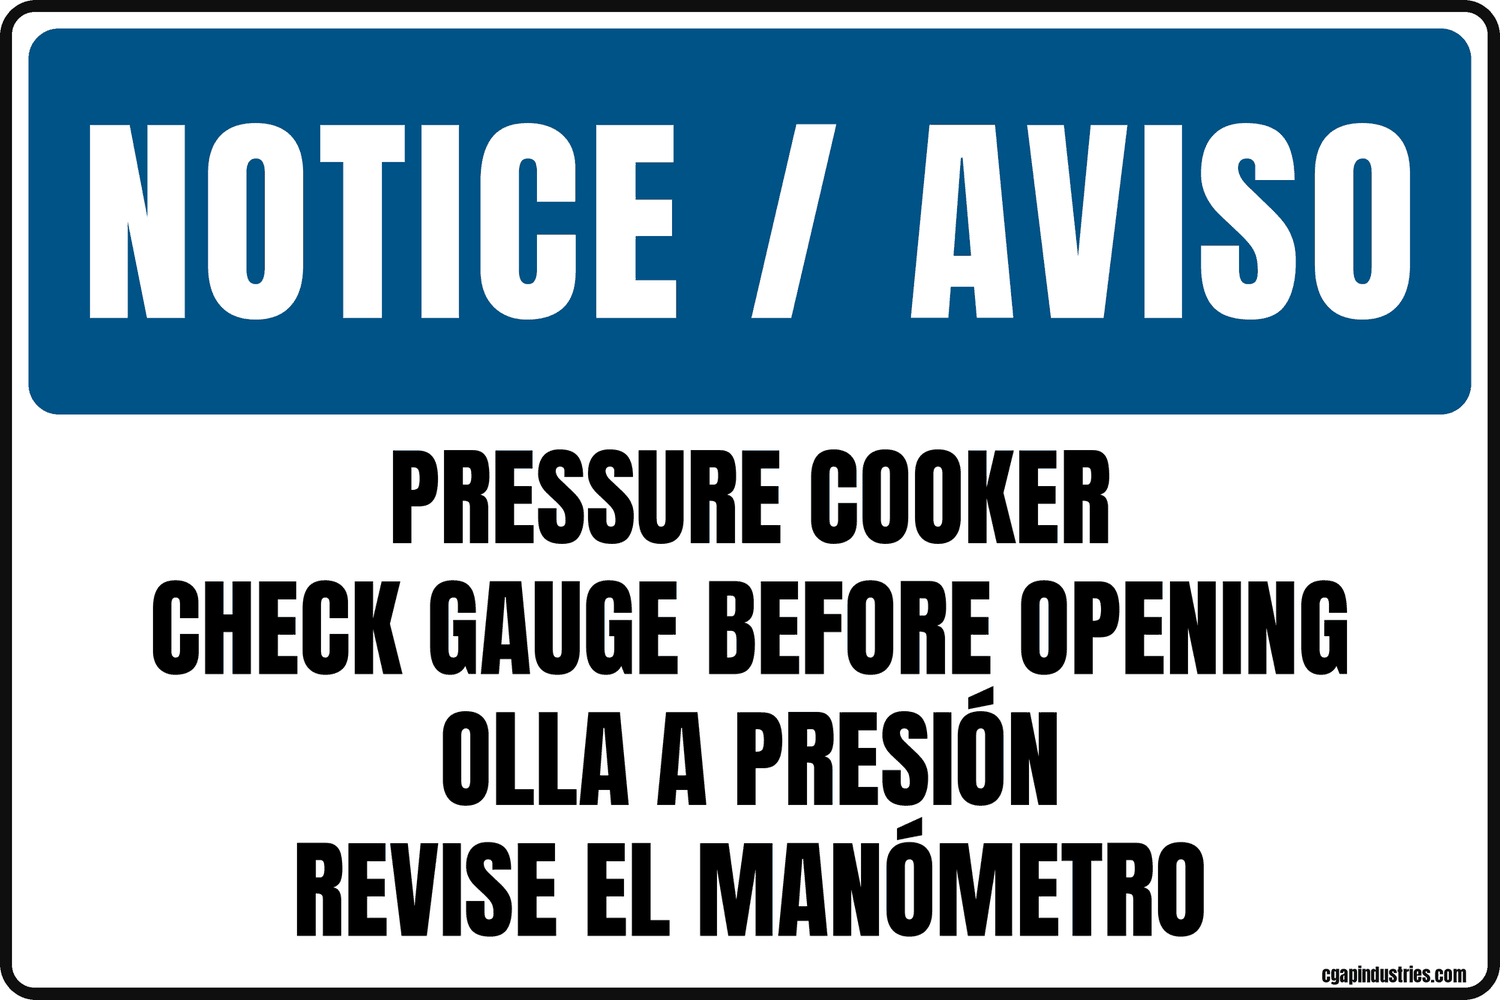 NOTICE / AVISO
PRESSURE COOKER
CHECK GAUGE BEFORE OPENING
OLLA A PRESIÓN
REVISE EL MANÓMETRO
cgapindustries.com